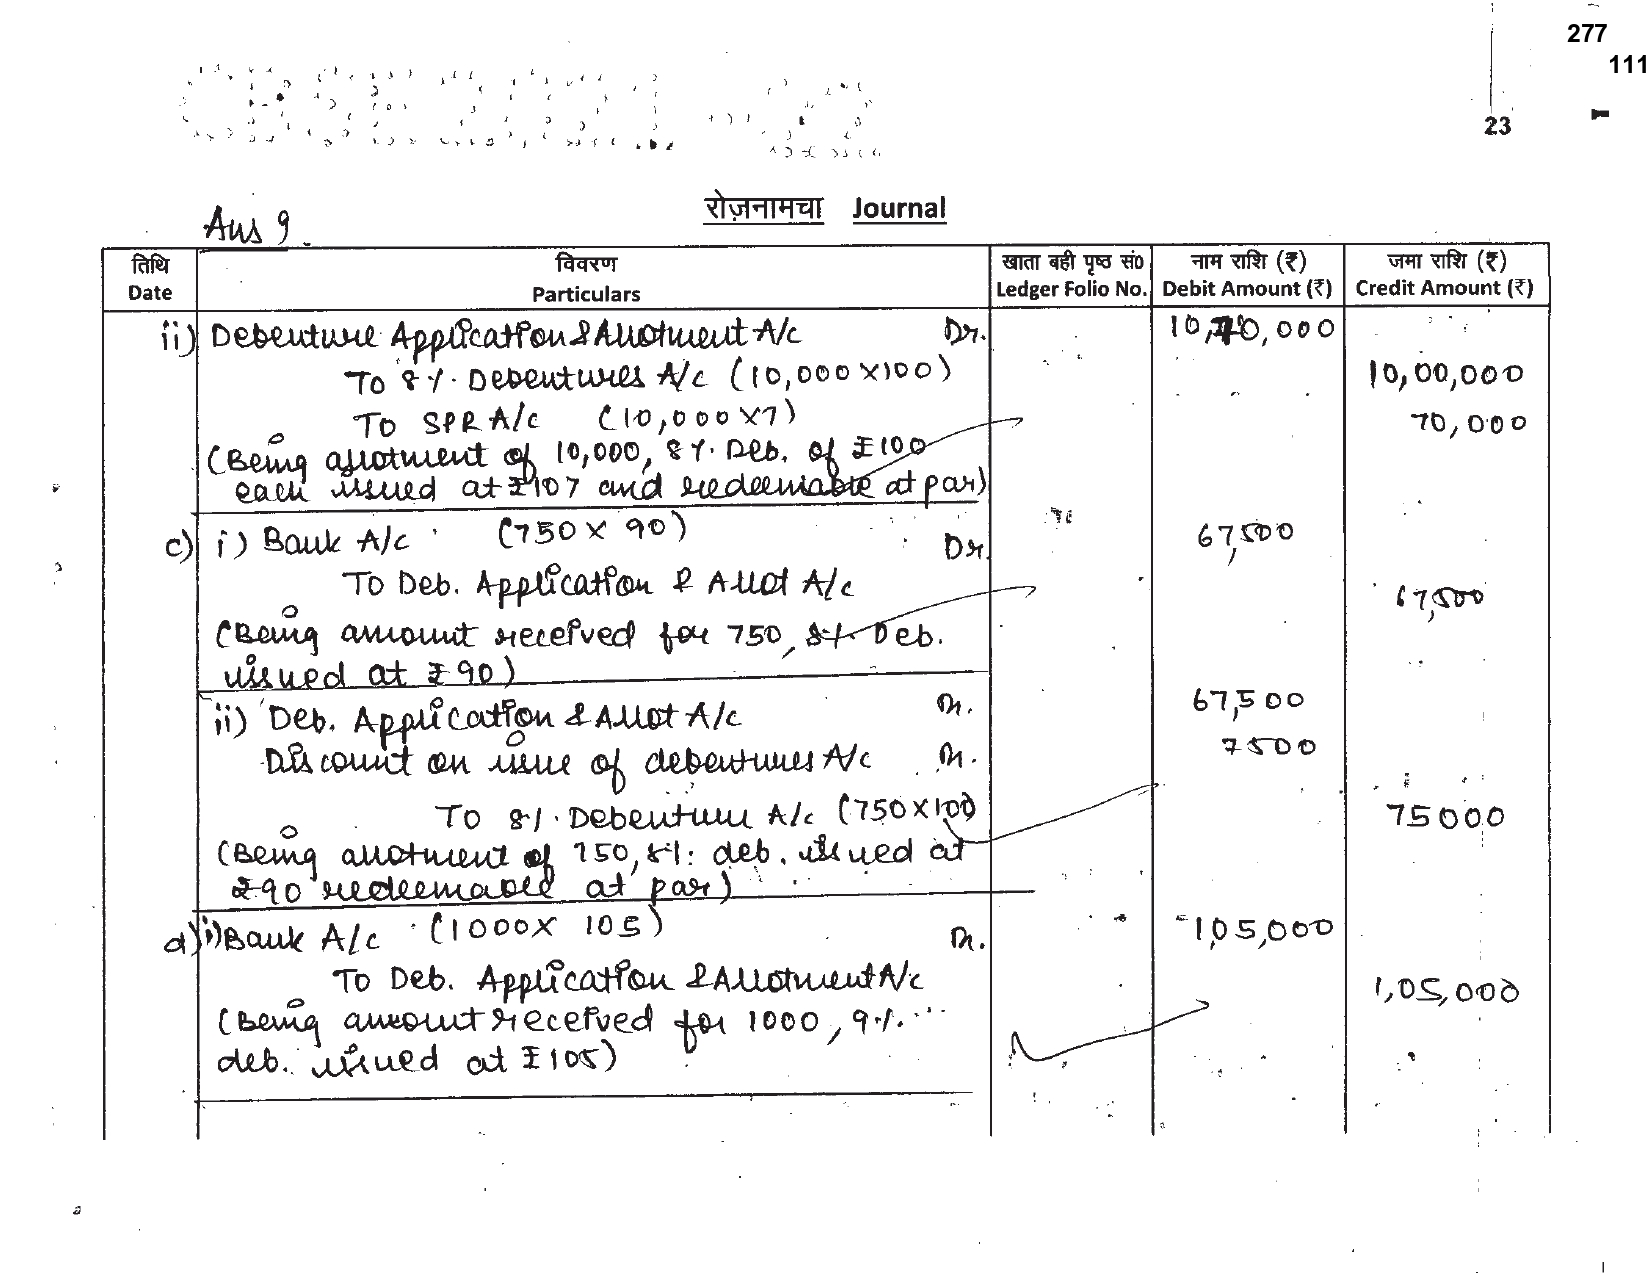 277
111
23
CBSE 2021-22
रोज़नामचा Journal
Ans 9.
तिथि विवरण खाता बही पृष्ठ सं० नाम राशि (₹) जमा राशि (₹)
Date Particulars Ledger Folio No. Debit Amount (₹) Credit Amount (₹)
ii) Debenture Application & Allotment A/c Dr. 10,70,000
To 8%. Debentures A/c (10,000×100) 10,00,000
To SPR A/c (10,000×7) 70,000
(Being allotment of 10,000, 8%. Deb. of ₹100
each issued at ₹107 and redeemable at par)
c) i) Bank A/c (750 × 90) Dr. 67,500
To Deb. Application & Allot A/c 67,500
(Being amount received for 750, 8% Deb.
issued at ₹90)
ii) Deb. Application & Allot A/c Dr. 67,500
Discount on issue of debentures A/c Dr. 7500
To 8%. Debenture A/c (750×100) 75000
(Being allotment of 750, 8%. deb. issued at
₹90 redeemable at par)
d) i) Bank A/c (1000× 105) Dr. 1,05,000
To Deb. Application & Allotment A/c 1,05,000
(Being amount received for 1000, 9%.
deb. issued at ₹105)